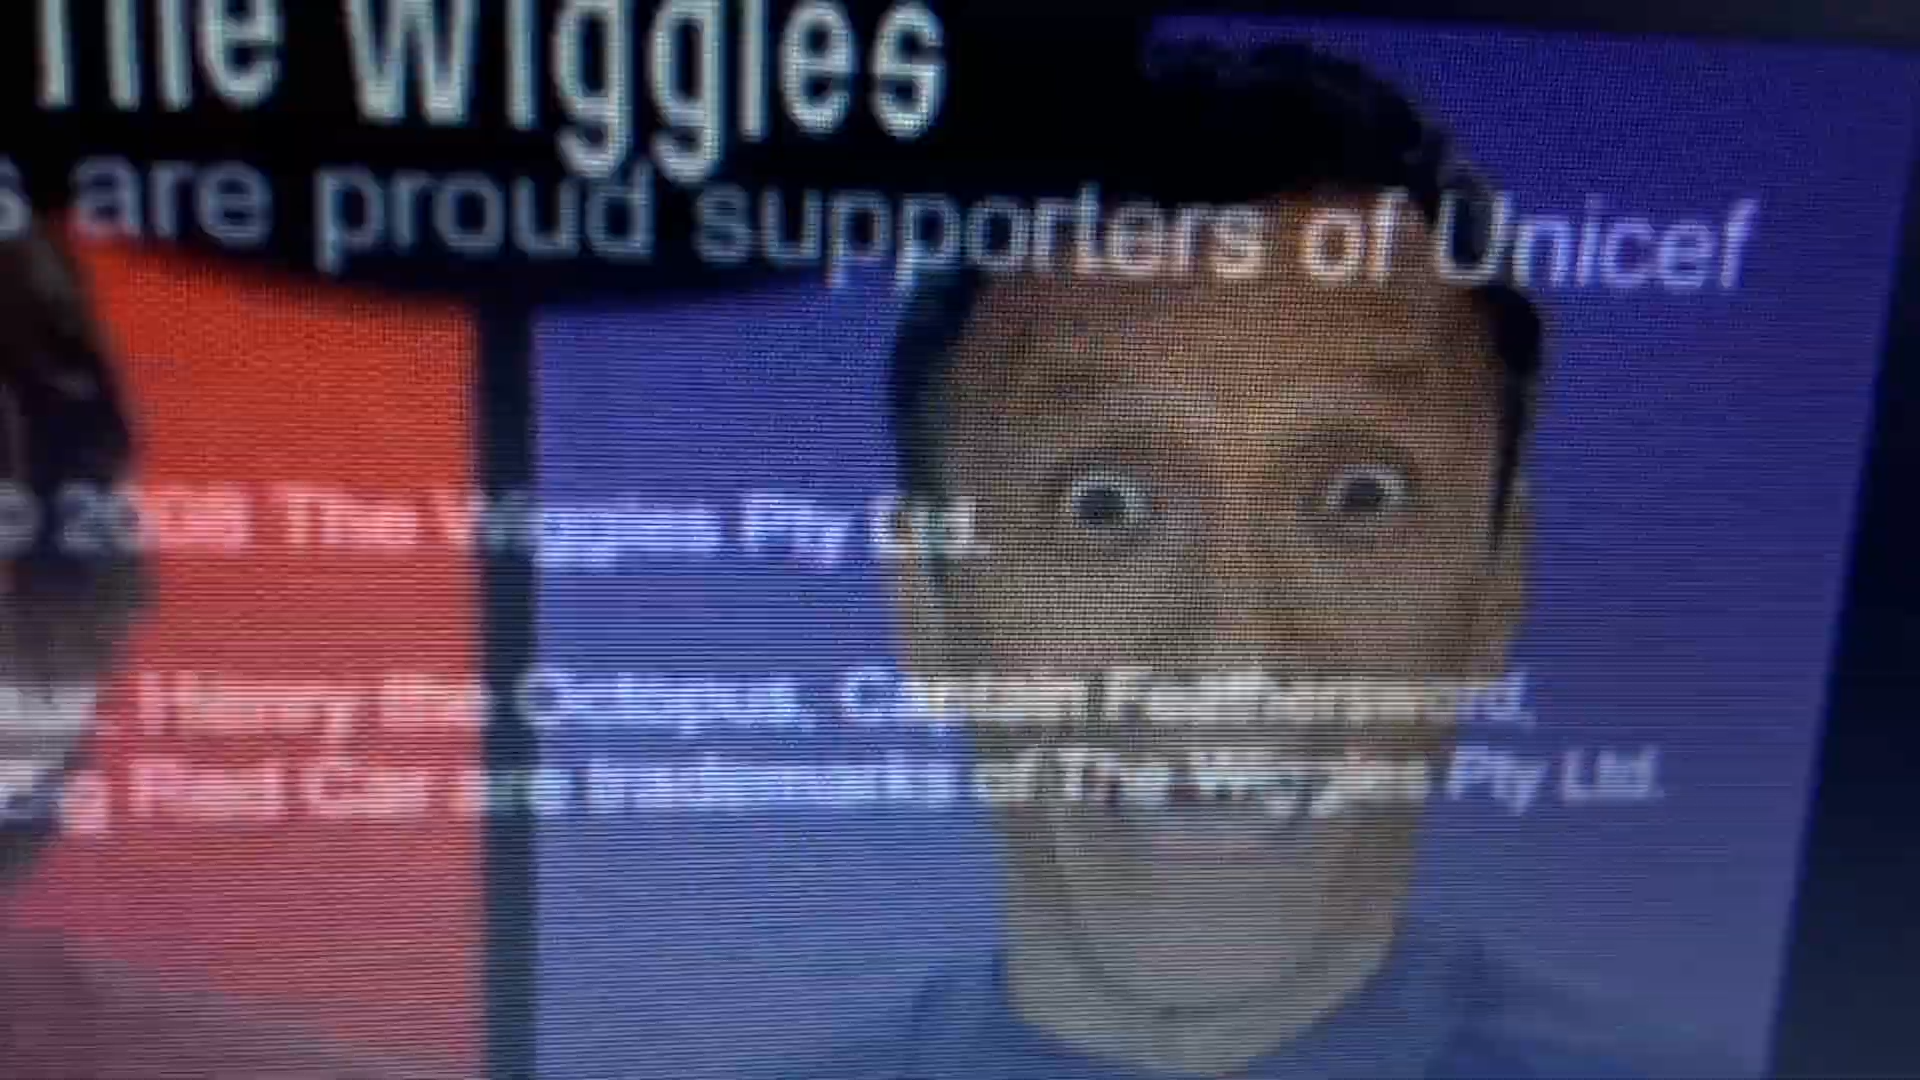 The Wiggles
s are proud supporters of Unicef
The Wiggles Pty Ltd.
Henry the Octopus, Captain Feathersword,
Big Red Car are trademarks of The Wiggles Pty Ltd.